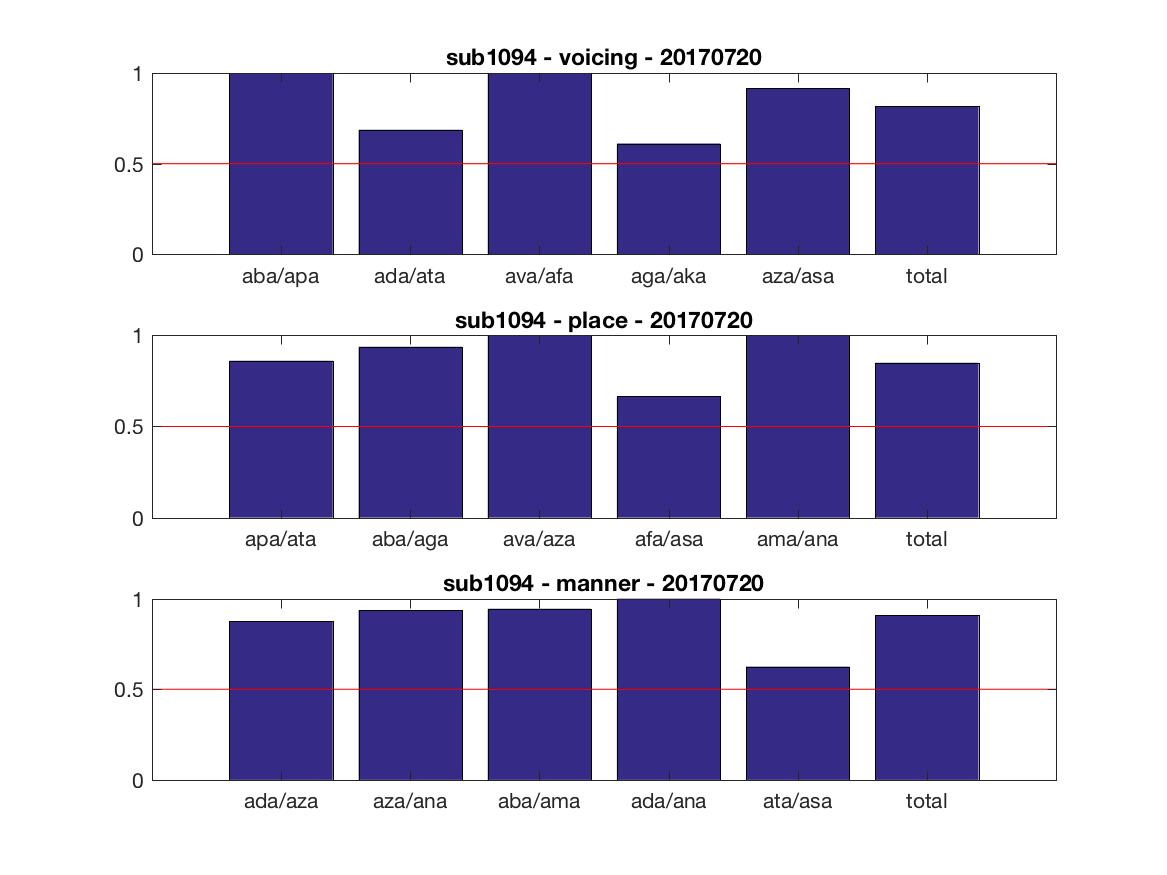 sub1094 - voicing - 20170720
1
0.5
0
aba/apa ada/ata ava/afa aga/aka aza/asa total
sub1094 - place - 20170720
1
0.5
0
apa/ata aba/aga ava/aza afa/asa ama/ana total
sub1094 - manner - 20170720
1
0.5
0
ada/aza aza/ana aba/ama ada/ana ata/asa total